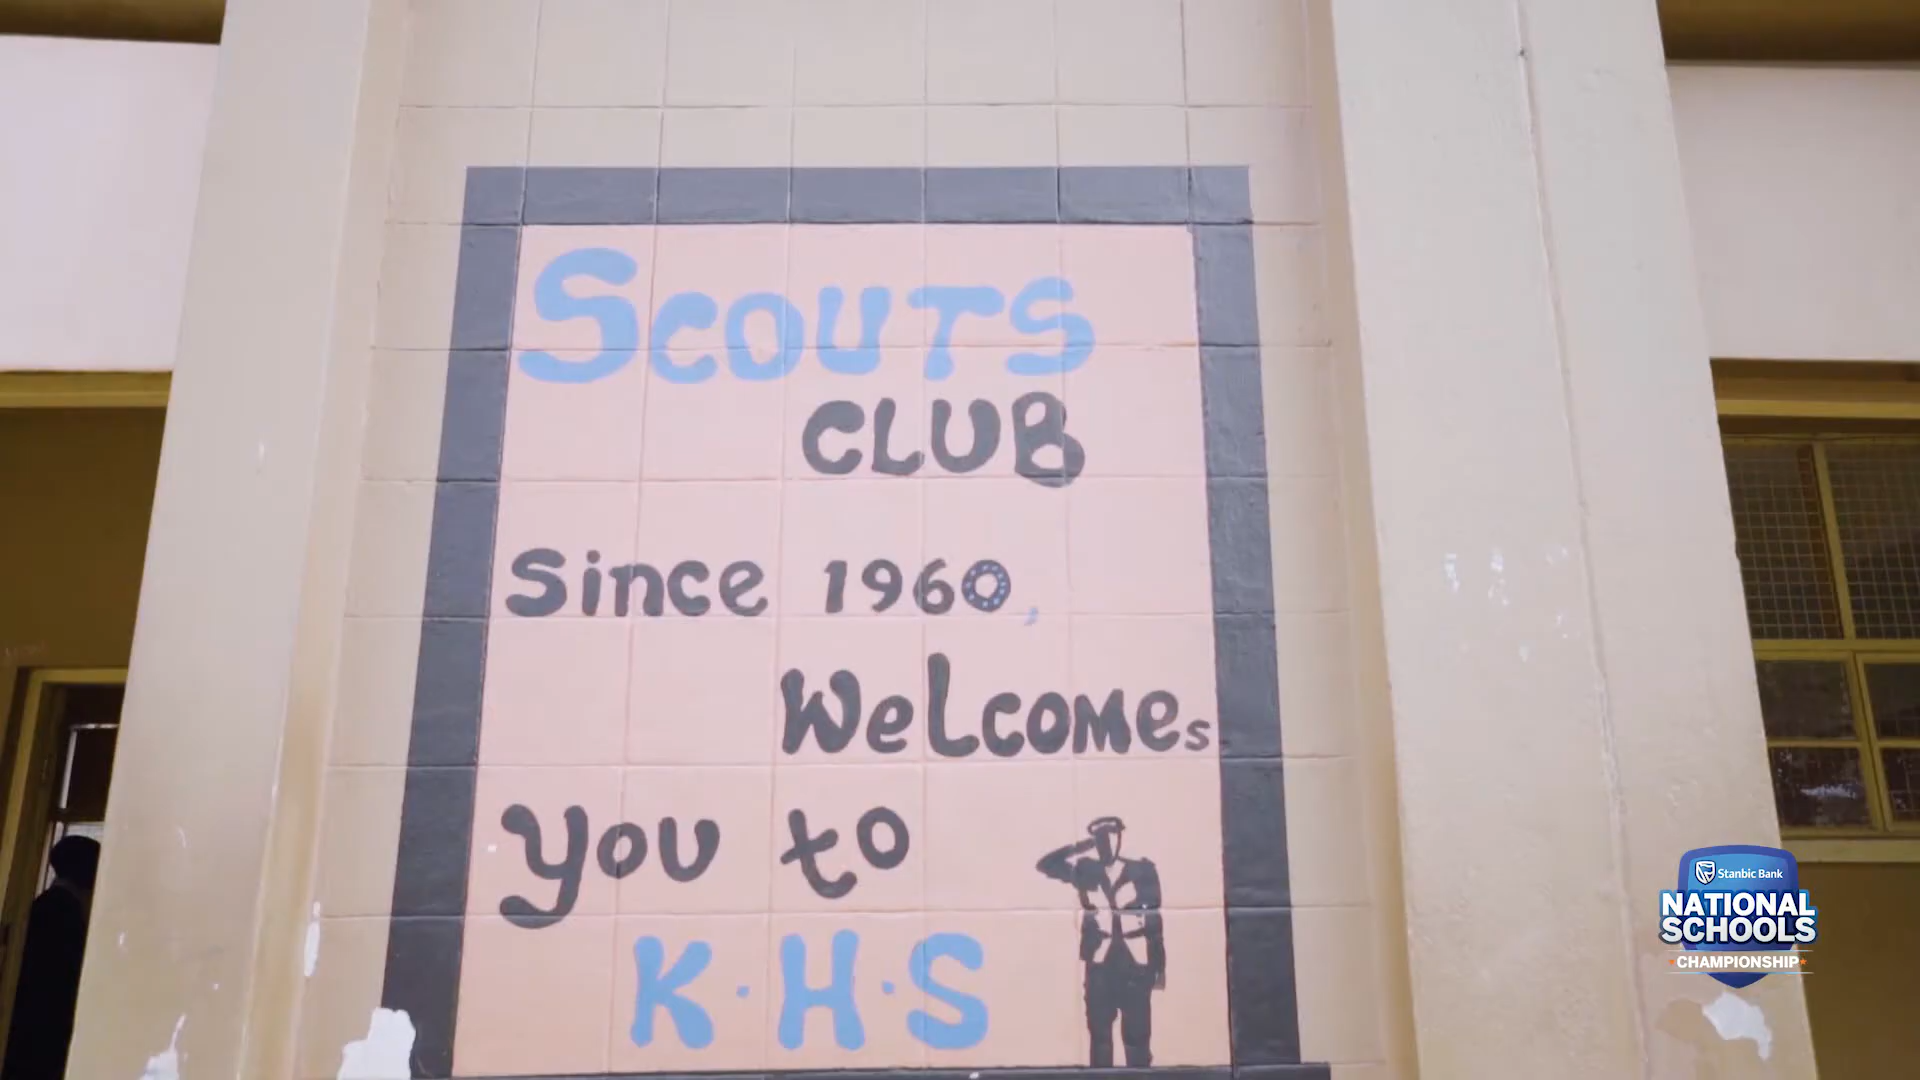 Scouts
CLUB
since 1960,
Welcomes
you to
K.H.S
Stanbic Bank
NATIONAL
SCHOOLS
CHAMPIONSHIP